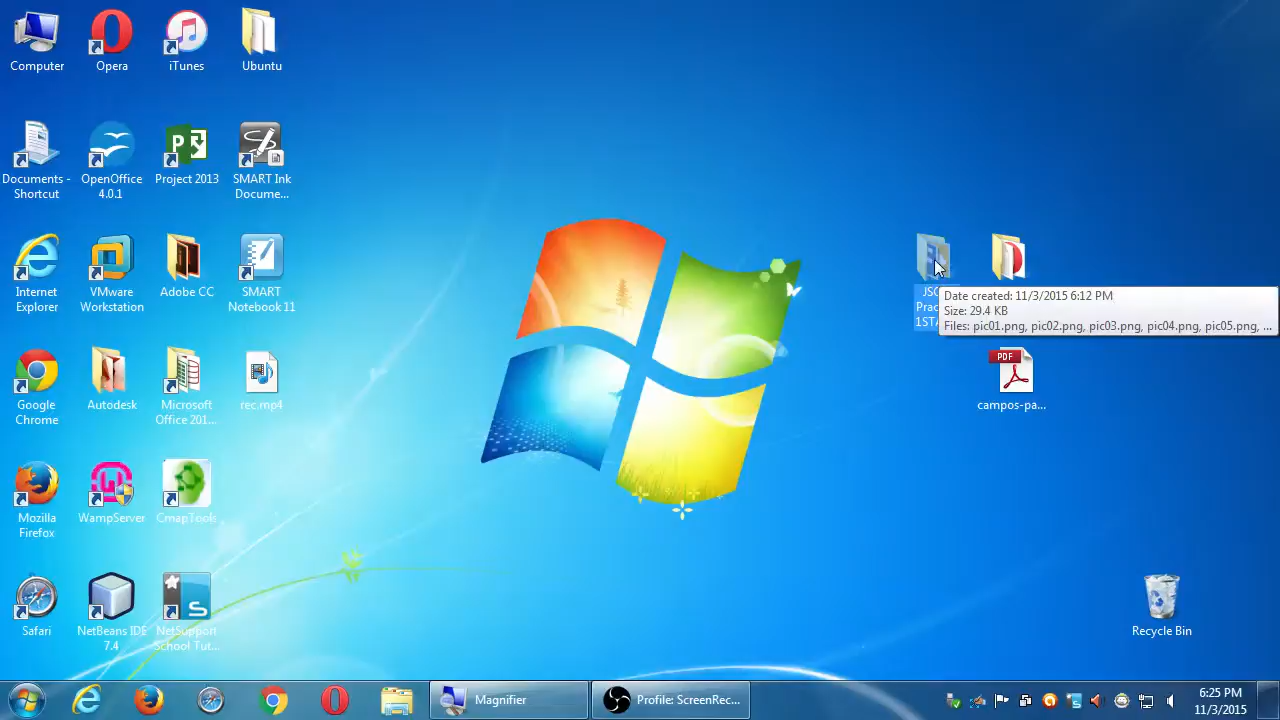 Computer
Opera
iTunes
Ubuntu
Documents -
Shortcut
OpenOffice
4.0.1
Project 2013
SMART Ink
Docume...
Internet
Explorer
VMware
Workstation
Adobe CC
SMART
Notebook 11
Google
Chrome
Autodesk
Microsoft
Office 201...
rec.mp4
Mozilla
Firefox
WampServer
CmapTools
Safari
NetBeans IDE
7.4
NetSupport
School Tut...
Date created: 11/3/2015 6:12 PM
Size: 29.4 KB
Files: pic01.png, pic02.png, pic03.png, pic04.png, pic05.png, ...
PDF
campos-pa...
Recycle Bin
Magnifier
Profile: ScreenRec...
6:25 PM
11/3/2015